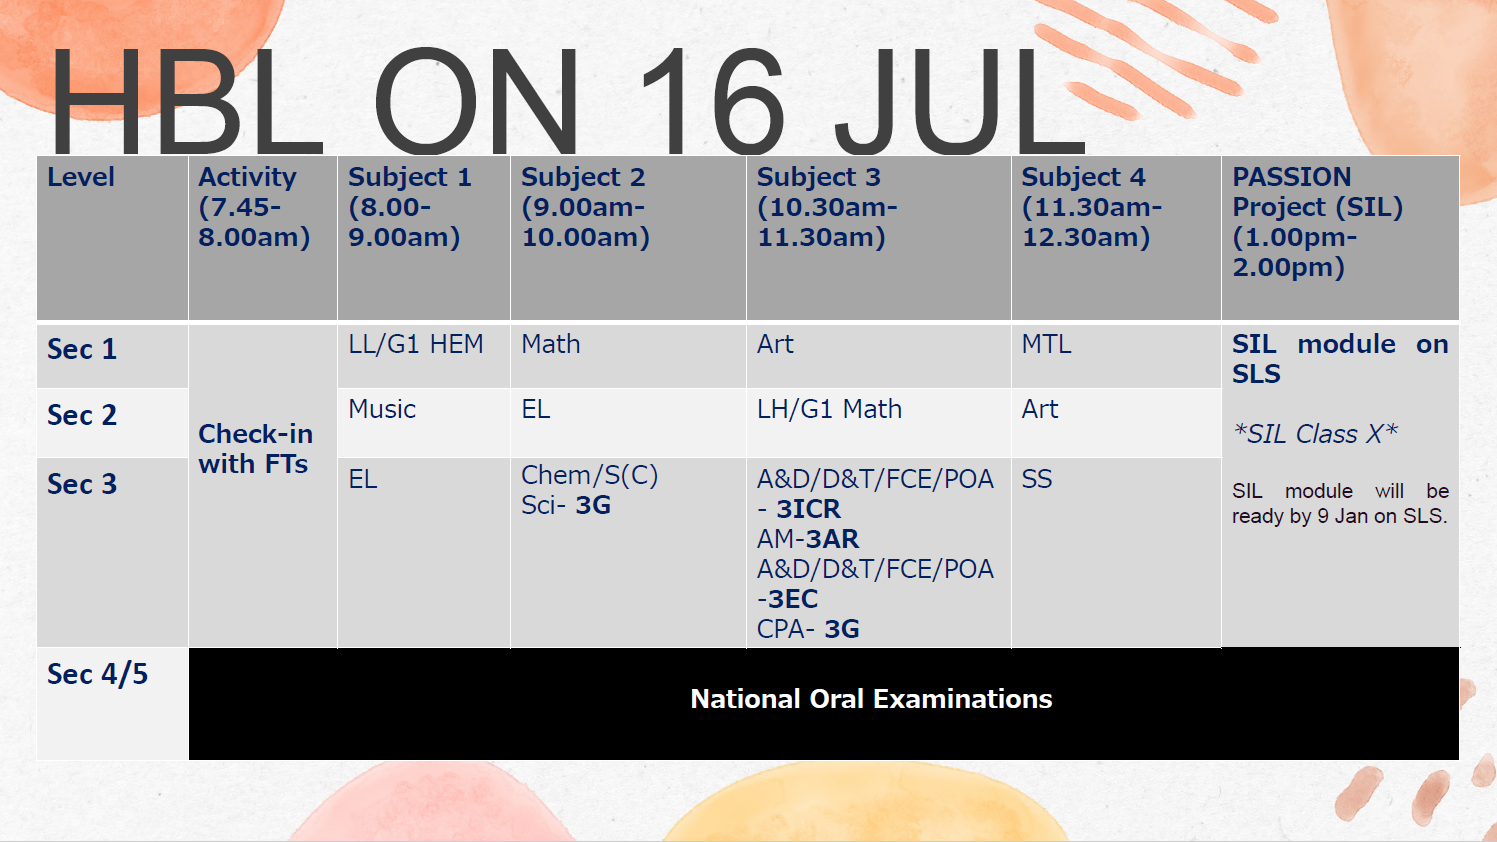 HBL ON 16 JUL
Level
Activity
(7.45-
8.00am)
Subject 1
(8.00-
9.00am)
Subject 2
(9.00am-
10.00am)
Subject 3
(10.30am-
11.30am)
Subject 4
(11.30am-
12.30am)
PASSION
Project (SIL)
(1.00pm-
2.00pm)
Sec 1
Check-in
with FTs
LL/G1 HEM
Math
Art
MTL
SIL module on
SLS
*SIL Class X*
SIL module will be
ready by 9 Jan on SLS.
Sec 2
Music
EL
LH/G1 Math
Art
Sec 3
EL
Chem/S(C)
Sci- 3G
A&D/D&T/FCE/POA
- 3ICR
AM-3AR
A&D/D&T/FCE/POA
-3EC
CPA- 3G
SS
Sec 4/5
National Oral Examinations